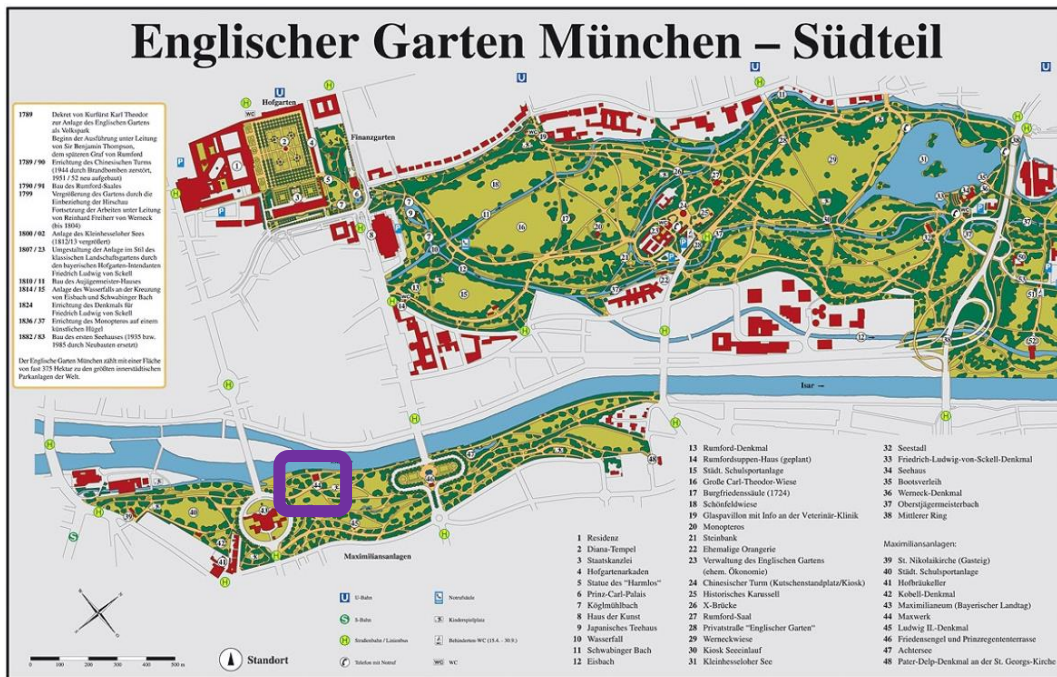 Englischer Garten München – Südteil
1789 Dekret von Kurfürst Karl Theodor
zur Anlage des Englischen Gartens
als Volkspark
Beginn der Ausführung unter Leitung
von Sir Benjamin Thompson,
dem späteren Graf von Rumford
1789 / 90 Errichtung des Chinesischen Turms
(1944 durch Brandbomben zerstört,
1951 / 52 neu aufgebaut)
1790 / 91 Bau des Rumford-Saales
1799 Vergrößerung des Gartens durch die
Einbeziehung der Hirschau
Fortsetzung der Arbeiten unter Leitung
von Reinhard Freiherr von Werneck
(bis 1804)
1800 / 02 Anlage des Kleinhesseloher Sees
(1812/13 vergrößert)
1807 / 23 Umgestaltung der Anlage im Stil des
klassischen Landschaftsgartens durch
den bayerischen Hofgarten-Intendanten
Friedrich Ludwig von Sckell
1810 / 11 Bau des Aujägermeister-Hauses
1814 / 15 Anlage des Wasserfalls an der Kreuzung
von Eisbach und Schwabinger Bach
1824 Errichtung des Denkmals für
Friedrich Ludwig von Sckell
1836 / 37 Errichtung des Monopteros auf einem
künstlichen Hügel
1882 / 83 Bau des ersten Seehauses (1935 bzw.
1985 durch Neubauten ersetzt)
Der Englische Garten München zählt mit einer Fläche
von fast 375 Hektar zu den größten innerstädtischen
Parkanlagen der Welt.
Hofgarten
Finanzgarten
Isar →
Maximiliansanlagen
U-Bahn
S-Bahn
Straßenbahn / Linienbus
Telefon mit Notruf
Notrufsäule
Kinderspielplatz
Behinderten-WC (15.4. - 30.9.)
WC
0 100 200 300 400 500 m
Standort
1 Residenz
2 Diana-Tempel
3 Staatskanzlei
4 Hofgartenarkaden
5 Statue des "Harmlos"
6 Prinz-Carl-Palais
7 Köglmühlbach
8 Haus der Kunst
9 Japanisches Teehaus
10 Wasserfall
11 Schwabinger Bach
12 Eisbach
13 Rumford-Denkmal
14 Rumfordsuppen-Haus (geplant)
15 Städt. Schulsportanlage
16 Große Carl-Theodor-Wiese
17 Burgfriedenssäule (1724)
18 Schönfeldwiese
19 Glaspavillon mit Info an der Veterinär-Klinik
20 Monopteros
21 Steinbank
22 Ehemalige Orangerie
23 Verwaltung des Englischen Gartens
(ehem. Ökonomie)
24 Chinesischer Turm (Kutschenstandplatz/Kiosk)
25 Historisches Karussell
26 X-Brücke
27 Rumford-Saal
28 Privatstraße "Englischer Garten"
29 Werneckwiese
30 Kiosk Seeeinlauf
31 Kleinhesseloher See
32 Seestadl
33 Friedrich-Ludwig-von-Sckell-Denkmal
34 Seehaus
35 Bootsverleih
36 Werneck-Denkmal
37 Oberstjägermeisterbach
38 Mittlerer Ring
Maximiliansanlagen:
39 St. Nikolaikirche (Gasteig)
40 Städt. Schulsportanlage
41 Hofbräukeller
42 Kobell-Denkmal
43 Maximilianeum (Bayerischer Landtag)
44 Maxwerk
45 Ludwig II.-Denkmal
46 Friedensengel und Prinzregententerrasse
47 Achtersee
48 Pater-Delp-Denkmal an der St. Georgs-Kirche